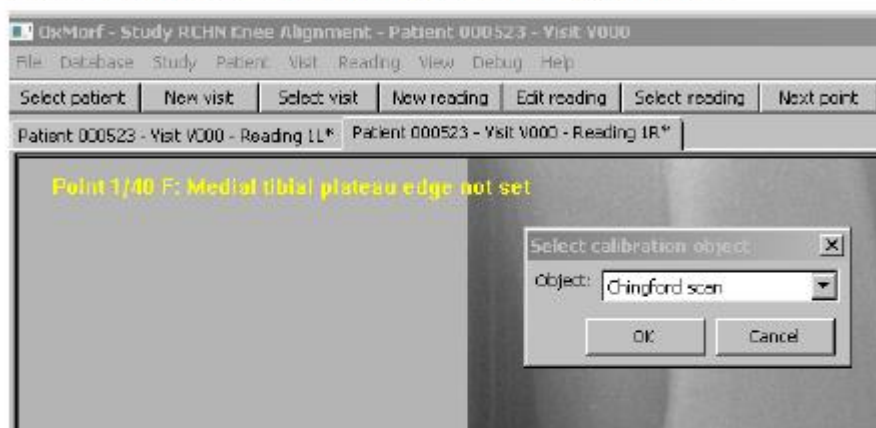 OxMorf - Study RCHN Knee Alignment - Patient 000523 - Visit V000
File Database Study Patient Visit Reading View Debug Help
Select patient New visit Select visit New reading Edit reading Select reading Next point
Patient 000523 - Visit V000 - Reading 1L* Patient 000523 - Visit V000 - Reading 1R*
Point 1/40 F: Medial tibial plateau edge not set
Select calibration object
Object: Chingford scan
OK Cancel